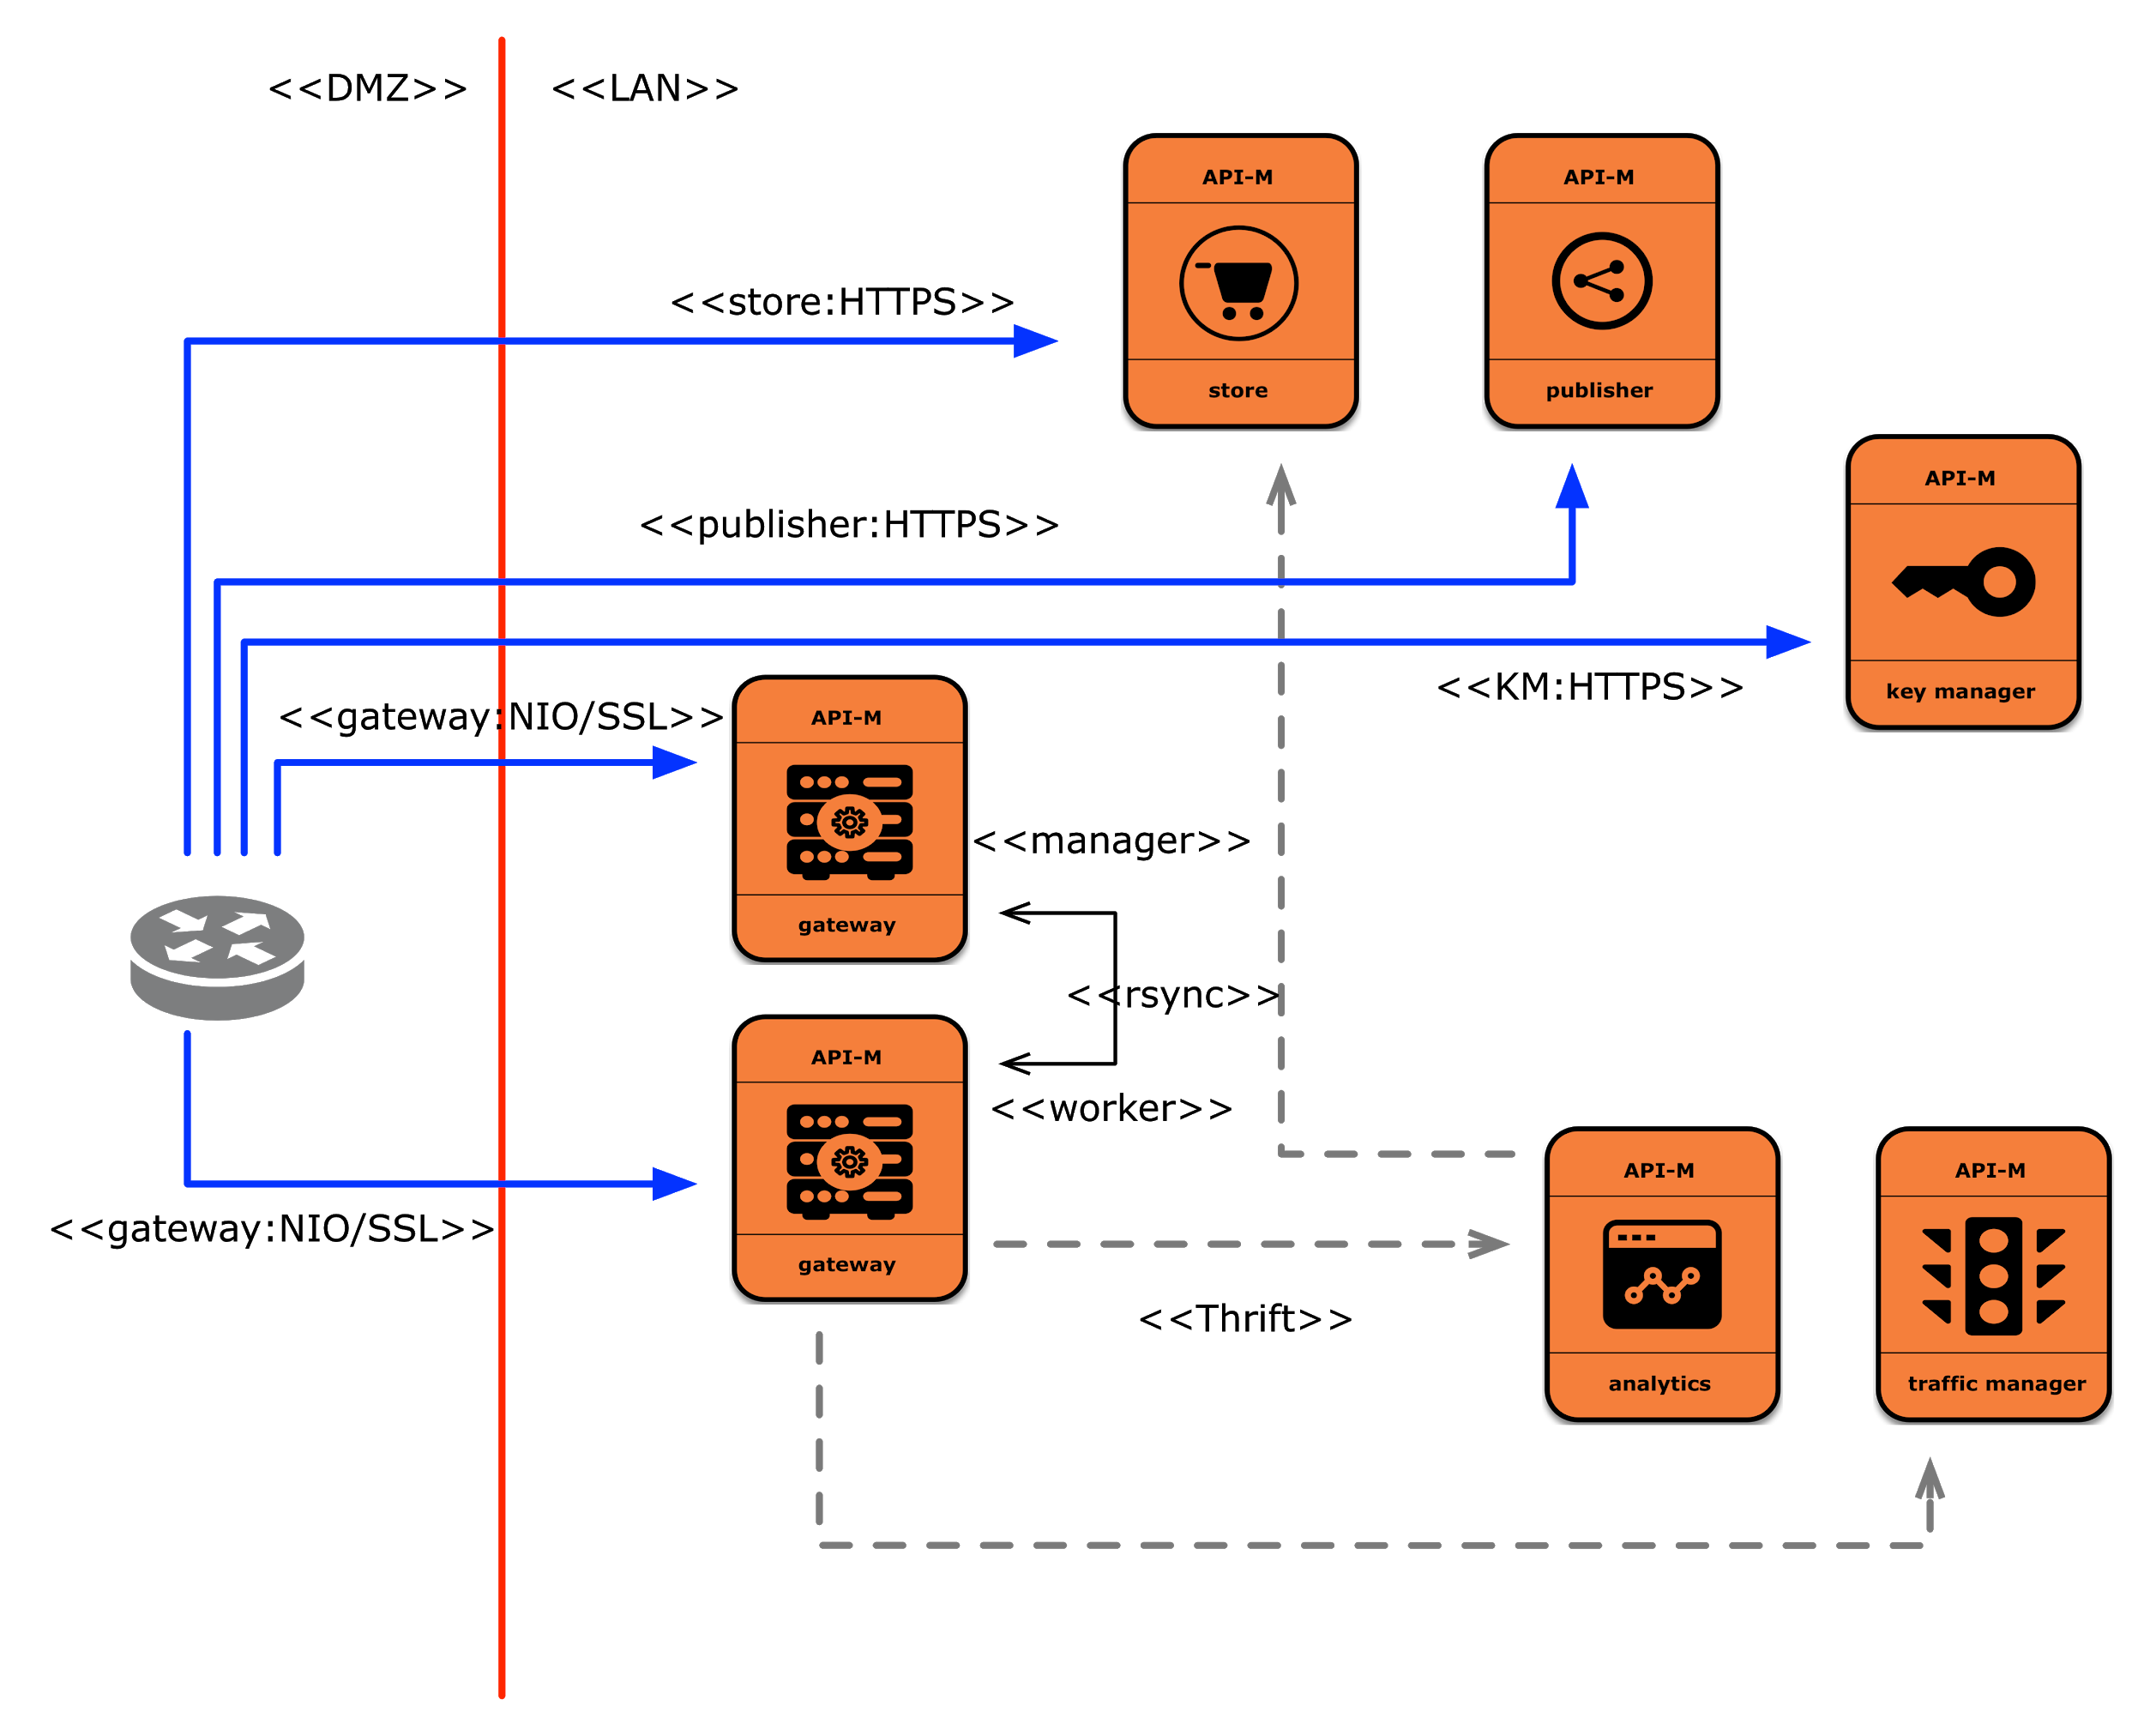 <<DMZ>>
<<LAN>>
API-M
store
API-M
publisher
<<store:HTTPS>>
<<publisher:HTTPS>>
API-M
key manager
<<KM:HTTPS>>
<<gateway:NIO/SSL>>
API-M
gateway
<<manager>>
<<rsync>>
<<worker>>
API-M
gateway
<<gateway:NIO/SSL>>
<<Thrift>>
API-M
analytics
API-M
traffic manager